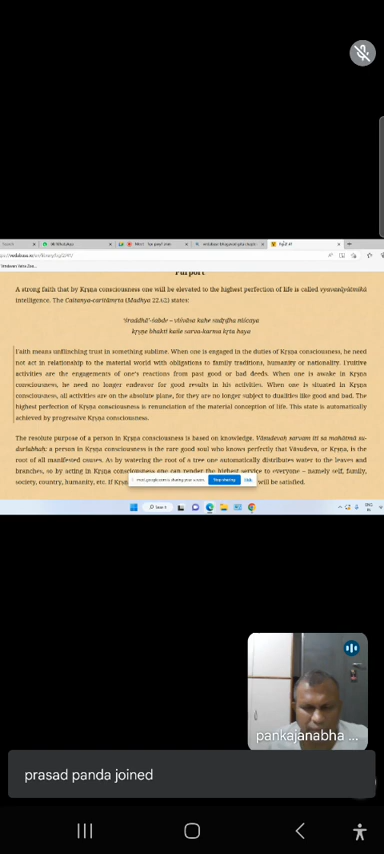 Purport
A strong faith that by Kṛṣṇa consciousness one will be elevated to the highest perfection of life is called vyavasāyātmikā
intelligence. The Caitanya-caritāmṛta (Madhya 22.62) states:
'śraddhā'-śabde – viśvāsa kahe sudṛḍha niścaya
kṛṣṇe bhakti kaile sarva-karma kṛta haya
Faith means unflinching trust in something sublime. When one is engaged in the duties of Kṛṣṇa consciousness, he need
not act in relationship to the material world with obligations to family traditions, humanity or nationality. Fruitive
activities are the engagements of one's reactions from past good or bad deeds. When one is awake in Kṛṣṇa
consciousness, he need no longer endeavor for good results in his activities. When one is situated in Kṛṣṇa
consciousness, all activities are on the absolute plane, for they are no longer subject to dualities like good and bad. The
highest perfection of Kṛṣṇa consciousness is renunciation of the material conception of life. This state is automatically
achieved by progressive Kṛṣṇa consciousness.
The resolute purpose of a person in Kṛṣṇa consciousness is based on knowledge. Vāsudevaḥ sarvam iti sa mahātmā su-
durlabhaḥ: a person in Kṛṣṇa consciousness is the rare good soul who knows perfectly that Vāsudeva, or Kṛṣṇa, is the
root of all manifested causes. As by watering the root of a tree one automatically distributes water to the leaves and
branches, so by acting in Kṛṣṇa consciousness one can render the highest service to everyone – namely self, family,
society, country, humanity, etc. If Kṛṣṇa will be satisfied.
meet.google.com is sharing your screen. Stop sharing Hide
Search
pankajanabha ...
prasad panda joined